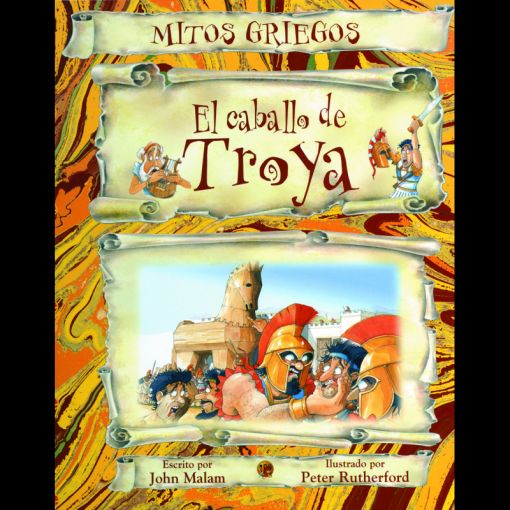 MITOS GRIEGOS
El caballo de
Troya
Escrito por
John Malam
Ilustrado por
Peter Rutherford